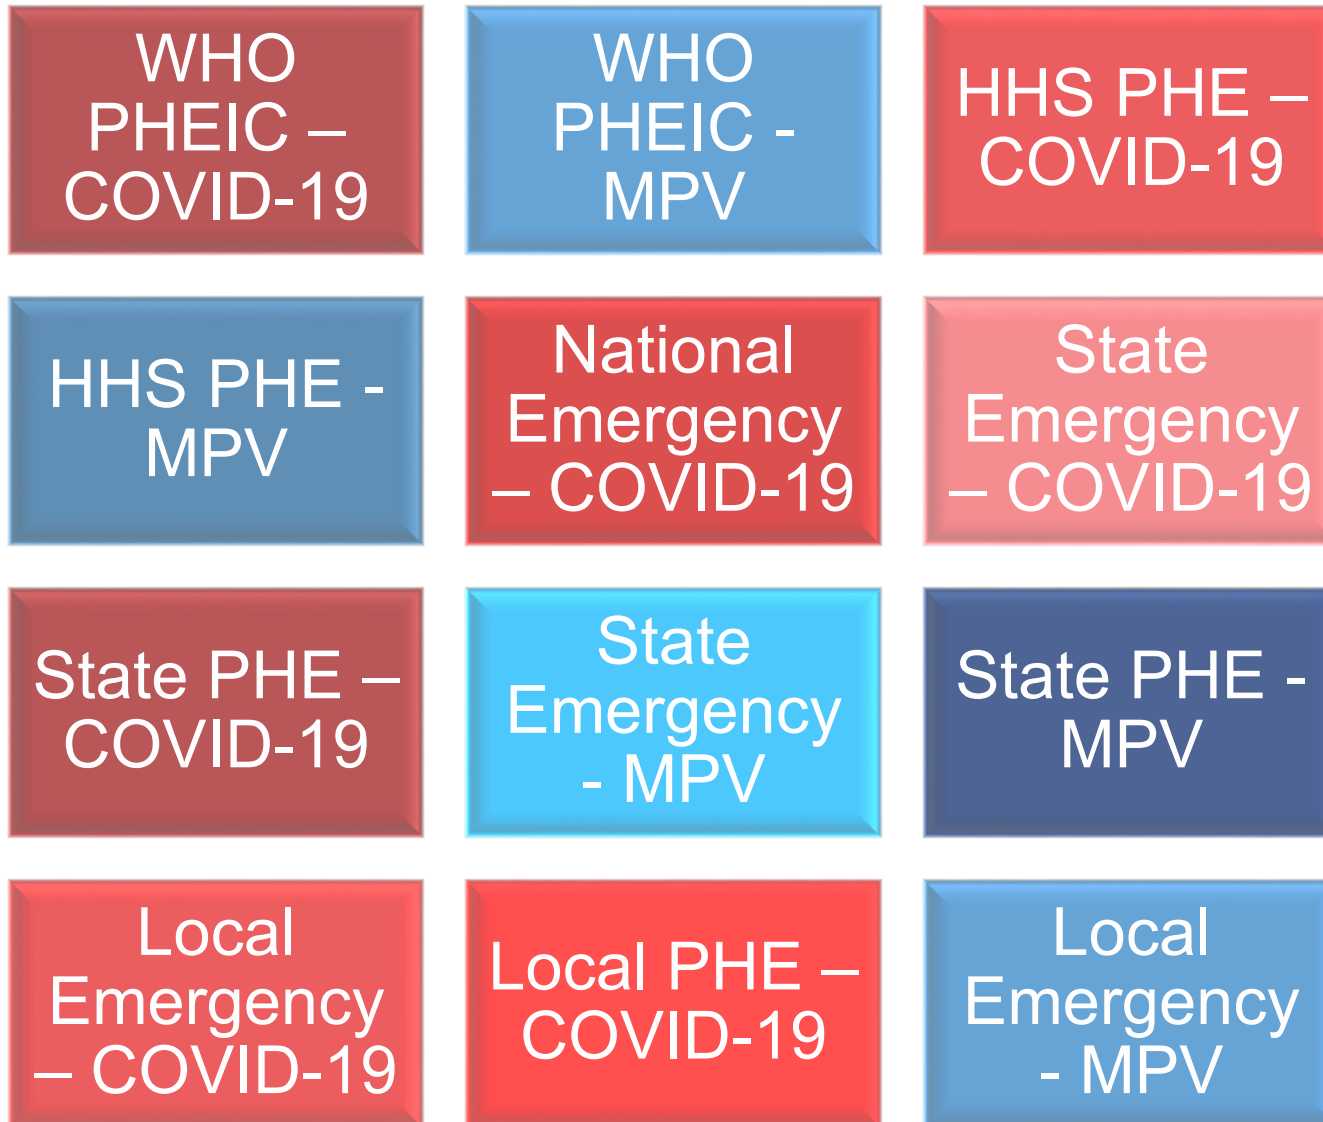 WHO
PHEIC –
COVID-19
WHO
PHEIC -
MPV
HHS PHE –
COVID-19
HHS PHE -
MPV
National
Emergency
– COVID-19
State
Emergency
– COVID-19
State PHE –
COVID-19
State
Emergency
- MPV
State PHE -
MPV
Local
Emergency
– COVID-19
Local PHE –
COVID-19
Local
Emergency
- MPV